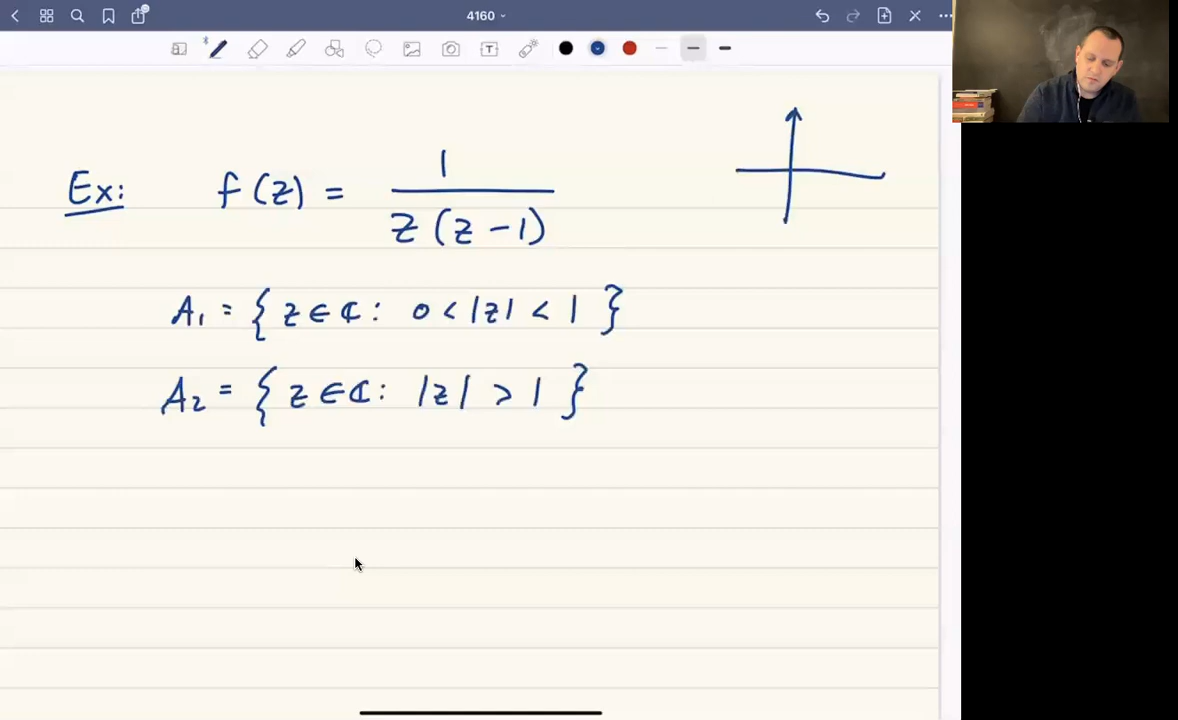 4160
Ex: f(z) = 1 / z(z-1)
A₁ = { z ∈ ℂ : 0 < |z| < 1 }
A₂ = { z ∈ ℂ : |z| > 1 }